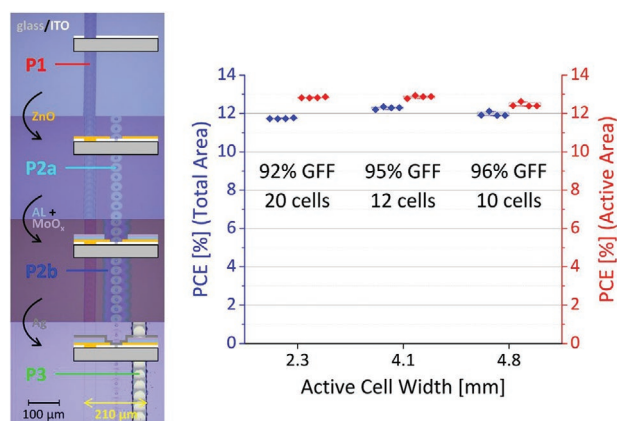 glass/ITO
P1
ZnO
P2a
AL +
MoOₓ
P2b
Ag
P3
100 µm
210 µm
PCE [%] (Total Area)
14
12
10
8
6
4
2
0
92% GFF
20 cells
95% GFF
12 cells
96% GFF
10 cells
2.3
4.1
4.8
Active Cell Width [mm]
14
12
10
8
6
4
2
0
PCE [%] (Active Area)